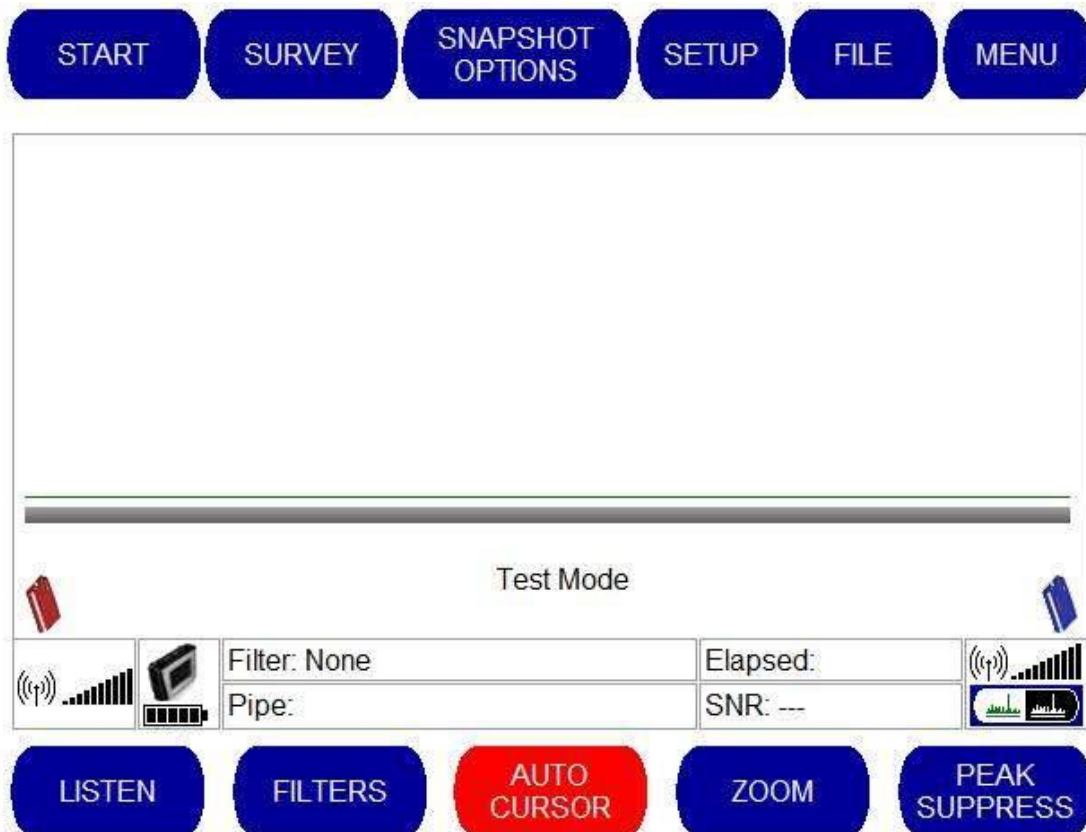 START
SURVEY
SNAPSHOT
OPTIONS
SETUP
FILE
MENU
Test Mode
Filter: None
Elapsed:
Pipe:
SNR: ---
LISTEN
FILTERS
AUTO
CURSOR
ZOOM
PEAK
SUPPRESS